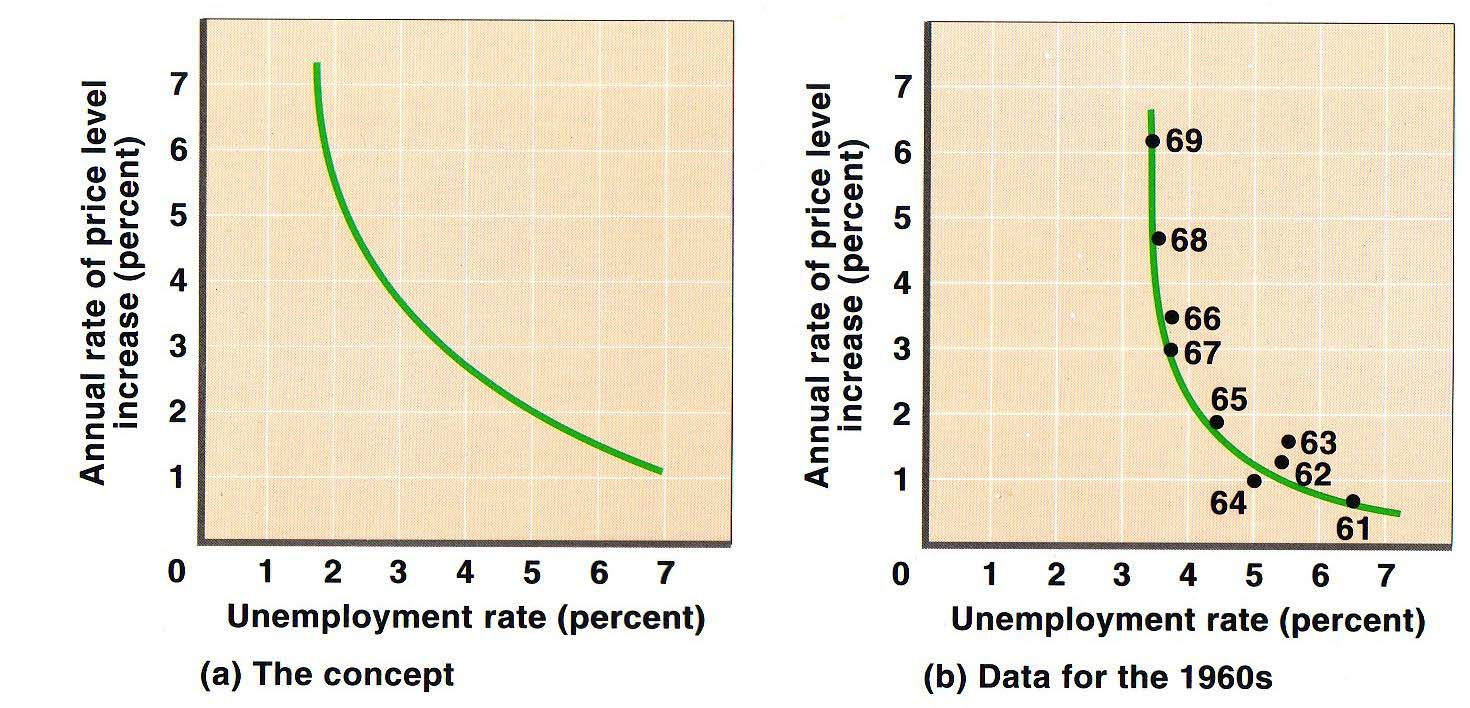 Annual rate of price level
increase (percent)
7
6
5
4
3
2
1
0 1 2 3 4 5 6 7
Unemployment rate (percent)
(a) The concept
Annual rate of price level
increase (percent)
7
6
5
4
3
2
1
69
68
66
67
65
63
62
64
61
0 1 2 3 4 5 6 7
Unemployment rate (percent)
(b) Data for the 1960s